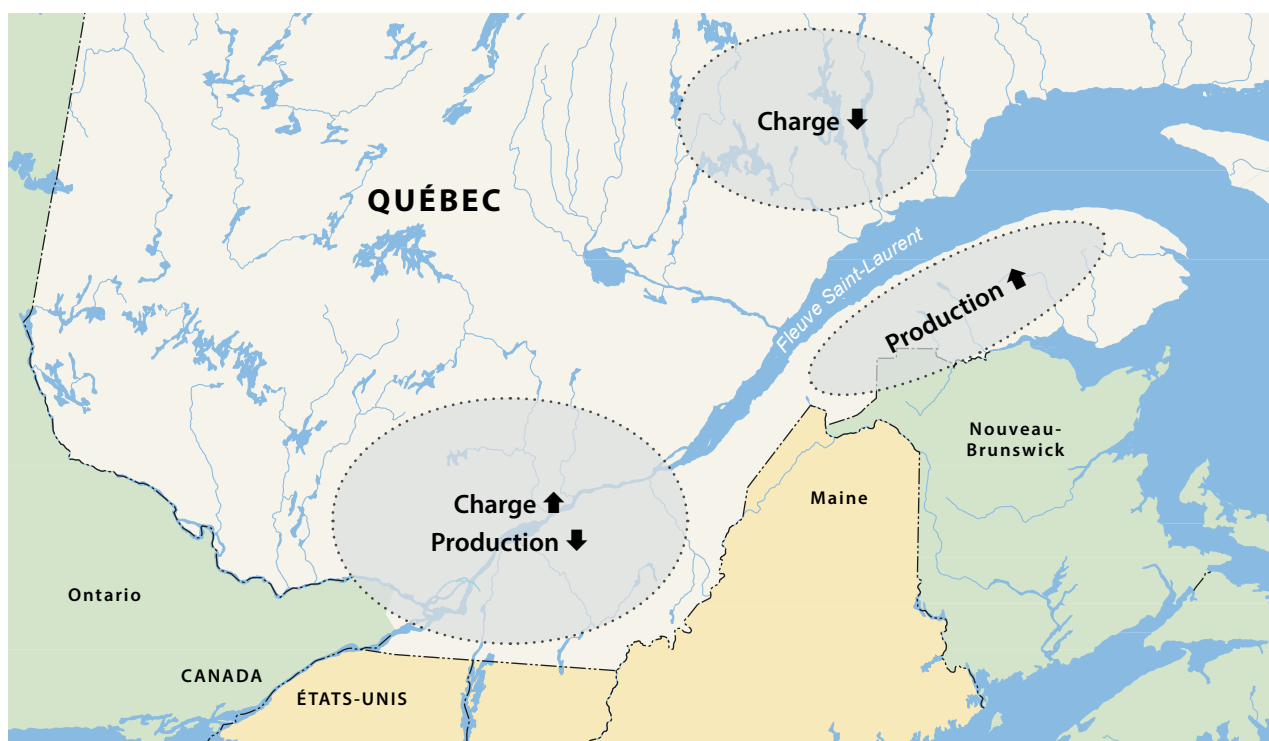 Charge
QUÉBEC
Fleuve Saint-Laurent
Production
Nouveau-
Brunswick
Maine
Charge
Production
Ontario
CANADA
ÉTATS-UNIS